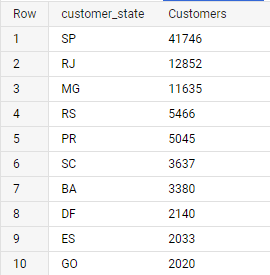 Row customer_state Customers
1 SP 41746
2 RJ 12852
3 MG 11635
4 RS 5466
5 PR 5045
6 SC 3637
7 BA 3380
8 DF 2140
9 ES 2033
10 GO 2020